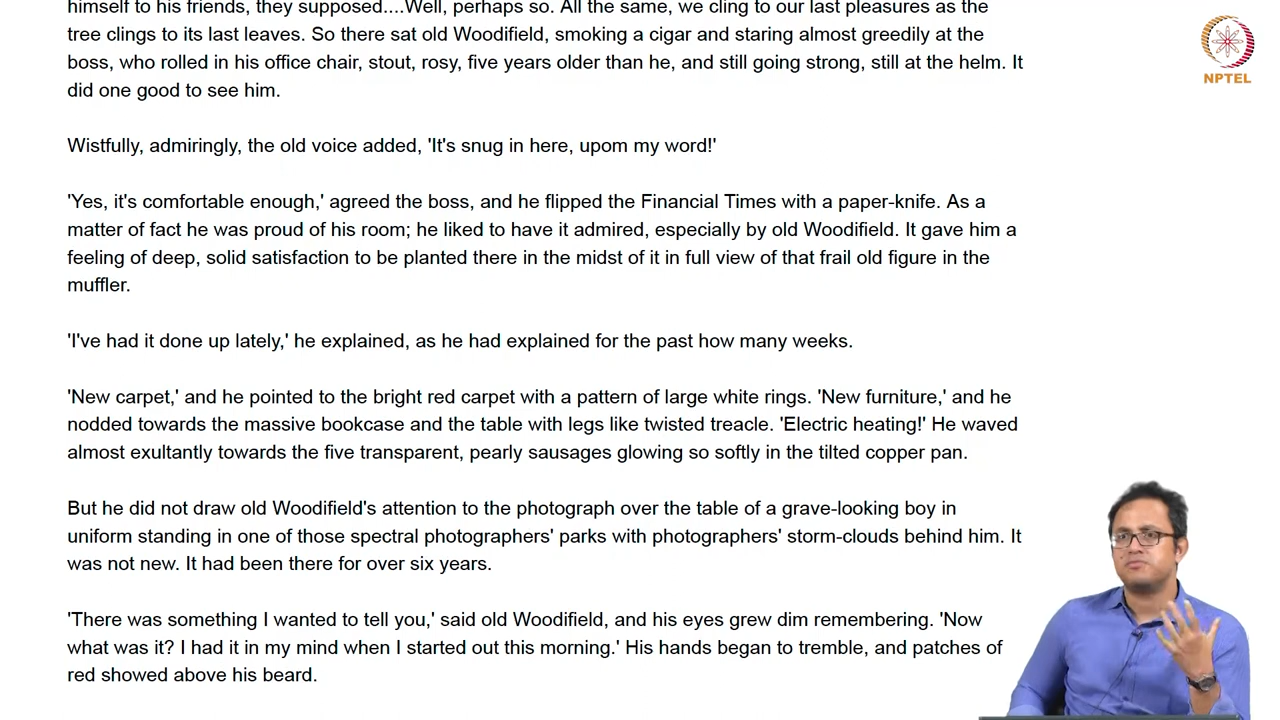 himself to his friends, they supposed....Well, perhaps so. All the same, we cling to our last pleasures as the
tree clings to its last leaves. So there sat old Woodifield, smoking a cigar and staring almost greedily at the
boss, who rolled in his office chair, stout, rosy, five years older than he, and still going strong, still at the helm. It
did one good to see him.
NPTEL
Wistfully, admiringly, the old voice added, 'It's snug in here, upom my word!'
'Yes, it's comfortable enough,' agreed the boss, and he flipped the Financial Times with a paper-knife. As a
matter of fact he was proud of his room; he liked to have it admired, especially by old Woodifield. It gave him a
feeling of deep, solid satisfaction to be planted there in the midst of it in full view of that frail old figure in the
muffler.
'I've had it done up lately,' he explained, as he had explained for the past how many weeks.
'New carpet,' and he pointed to the bright red carpet with a pattern of large white rings. 'New furniture,' and he
nodded towards the massive bookcase and the table with legs like twisted treacle. 'Electric heating!' He waved
almost exultantly towards the five transparent, pearly sausages glowing so softly in the tilted copper pan.
But he did not draw old Woodifield's attention to the photograph over the table of a grave-looking boy in
uniform standing in one of those spectral photographers' parks with photographers' storm-clouds behind him. It
was not new. It had been there for over six years.
'There was something I wanted to tell you,' said old Woodifield, and his eyes grew dim remembering. 'Now
what was it? I had it in my mind when I started out this morning.' His hands began to tremble, and patches of
red showed above his beard.